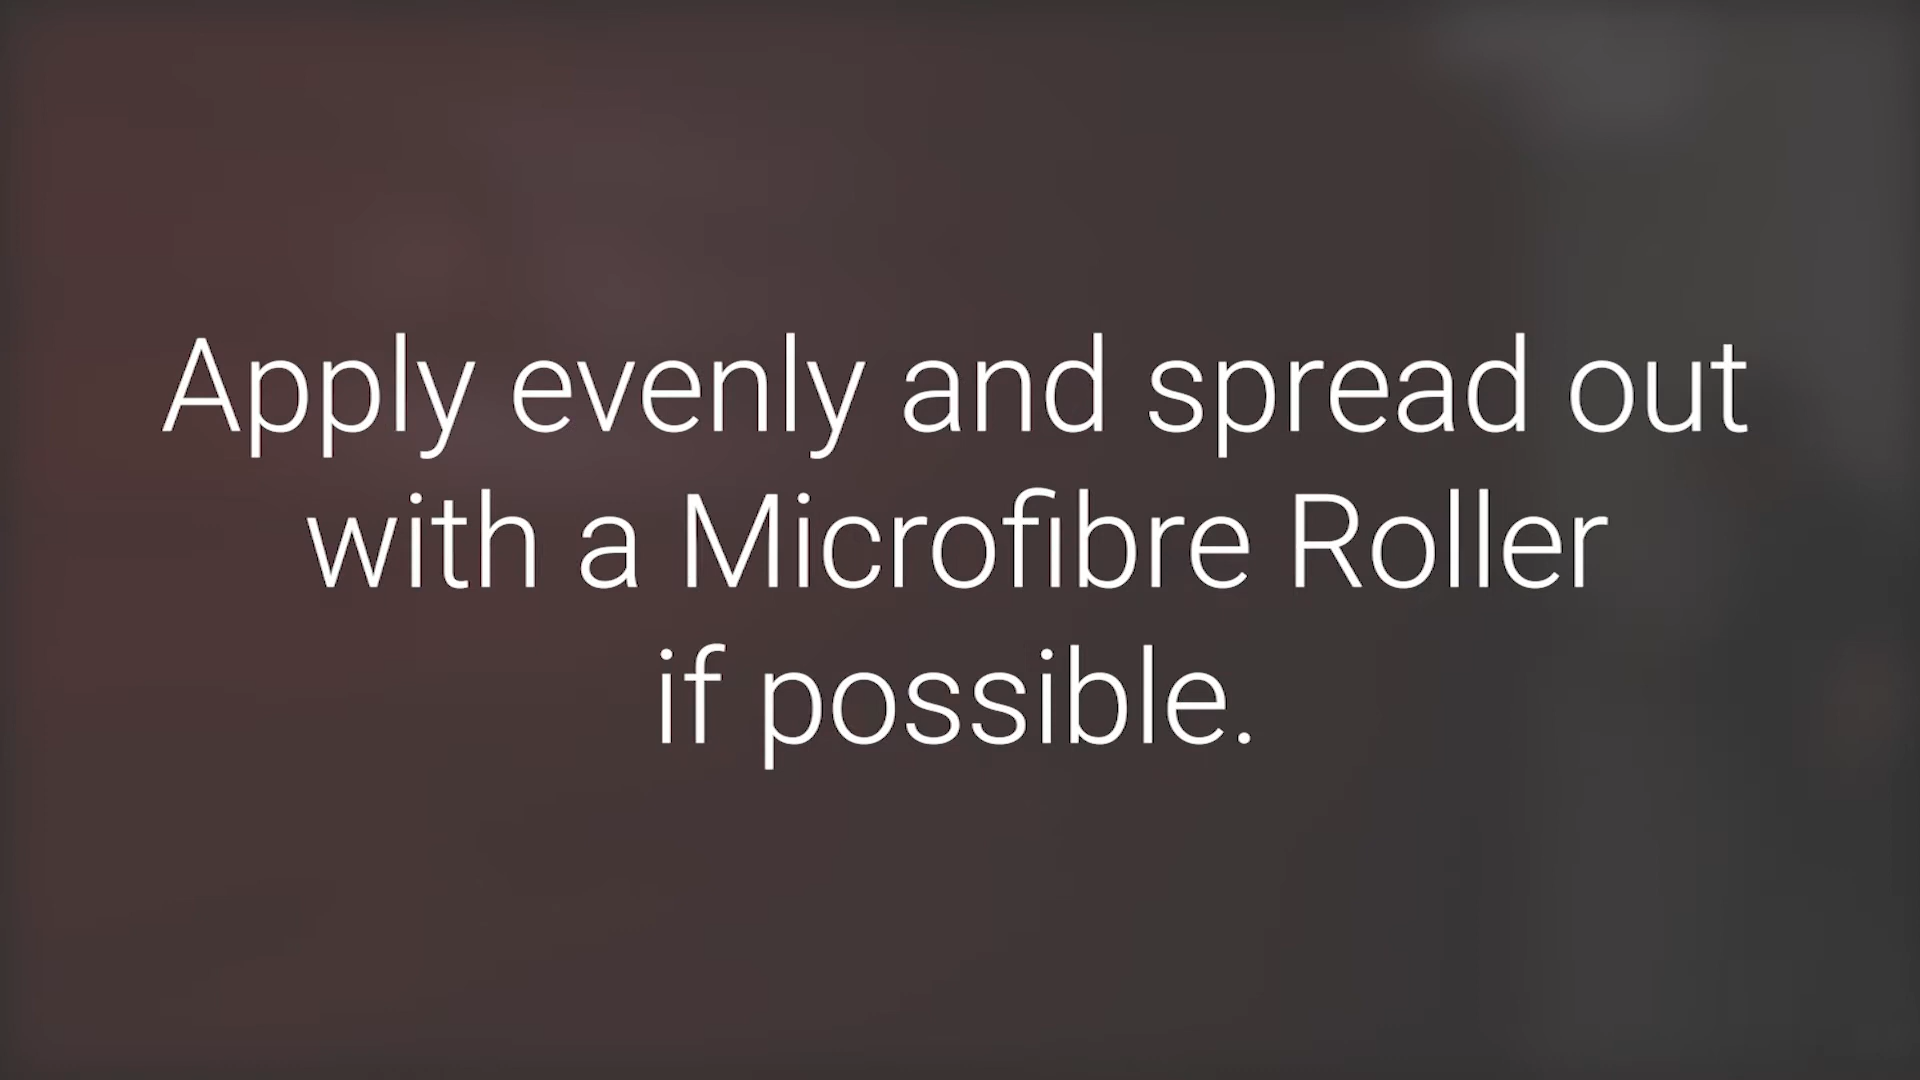 Apply evenly and spread out
with a Microfibre Roller
if possible.